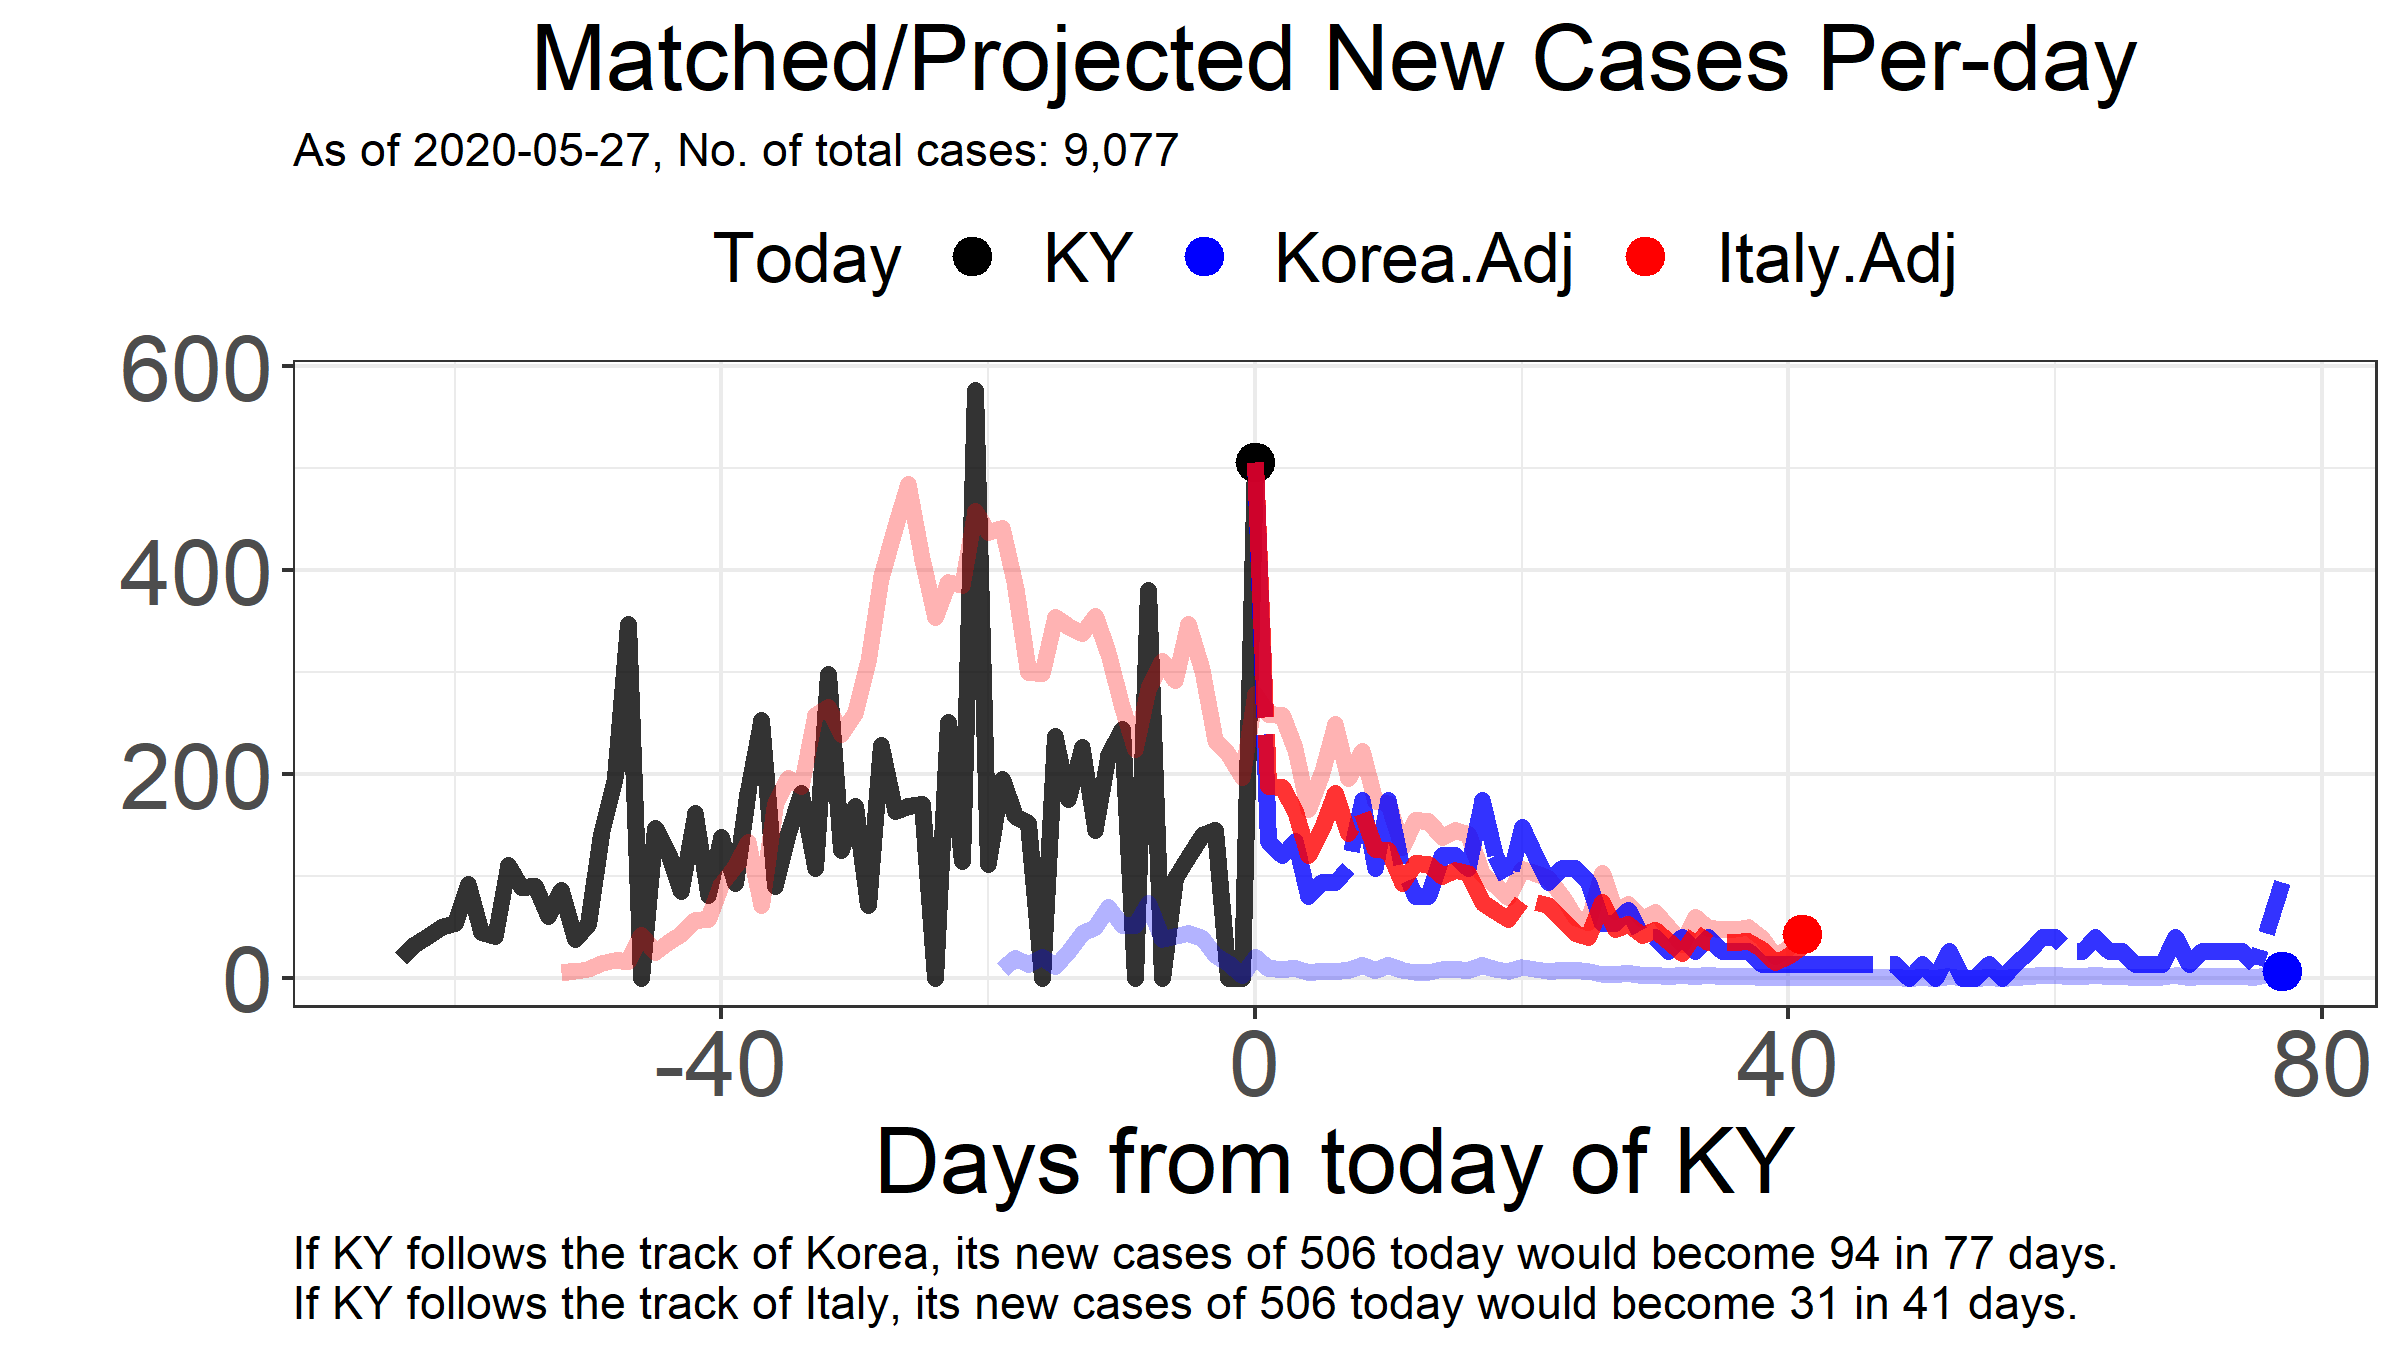 Matched/Projected New Cases Per-day
As of 2020-05-27, No. of total cases: 9,077
Today KY Korea.Adj Italy.Adj
600
400
200
0
-40 0 40 80
Days from today of KY
If KY follows the track of Korea, its new cases of 506 today would become 94 in 77 days.
If KY follows the track of Italy, its new cases of 506 today would become 31 in 41 days.